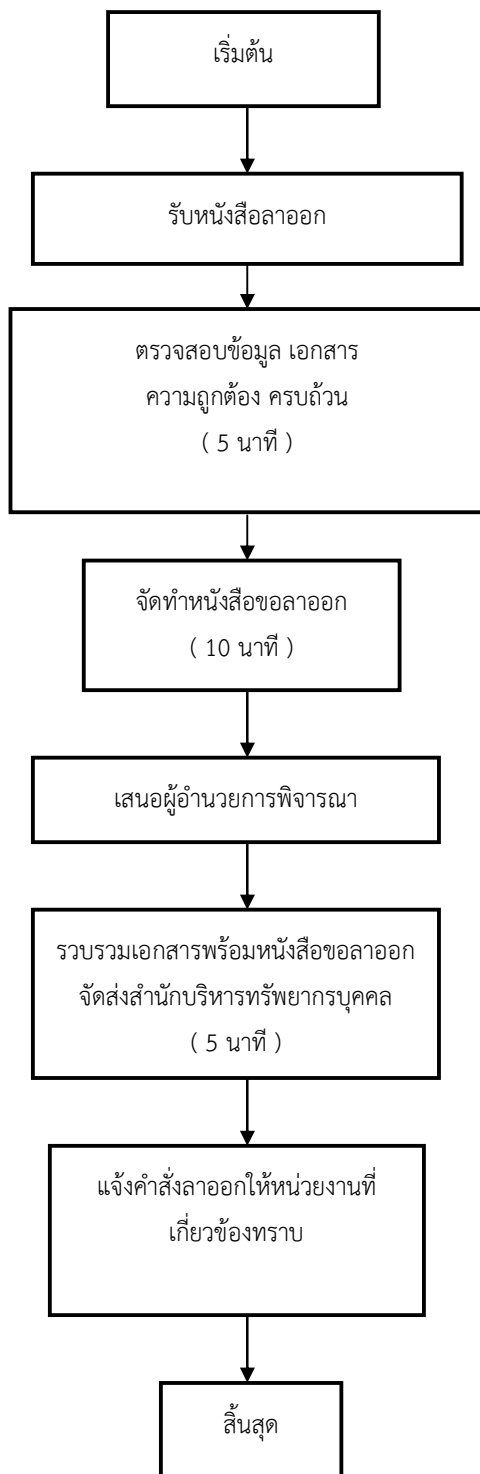 เริ่มต้น
รับหนังสือลาออก
ตรวจสอบข้อมูล เอกสาร
ความถูกต้อง ครบถ้วน
( 5 นาที )
จัดทำหนังสือขอลาออก
( 10 นาที )
เสนอผู้อำนวยการพิจารณา
รวบรวมเอกสารพร้อมหนังสือขอลาออก
จัดส่งสำนักบริหารทรัพยากรบุคคล
( 5 นาที )
แจ้งคำสั่งลาออกให้หน่วยงานที่
เกี่ยวข้องทราบ
สิ้นสุด